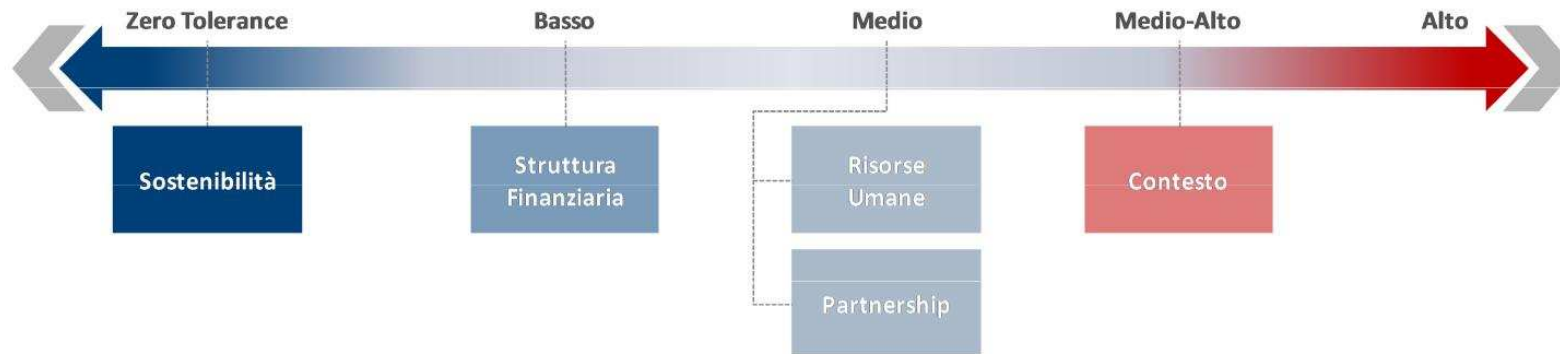 Zero Tolerance Basso Medio Medio-Alto Alto
Sostenibilità
Struttura
Finanziaria
Risorse
Umane
Contesto
Partnership